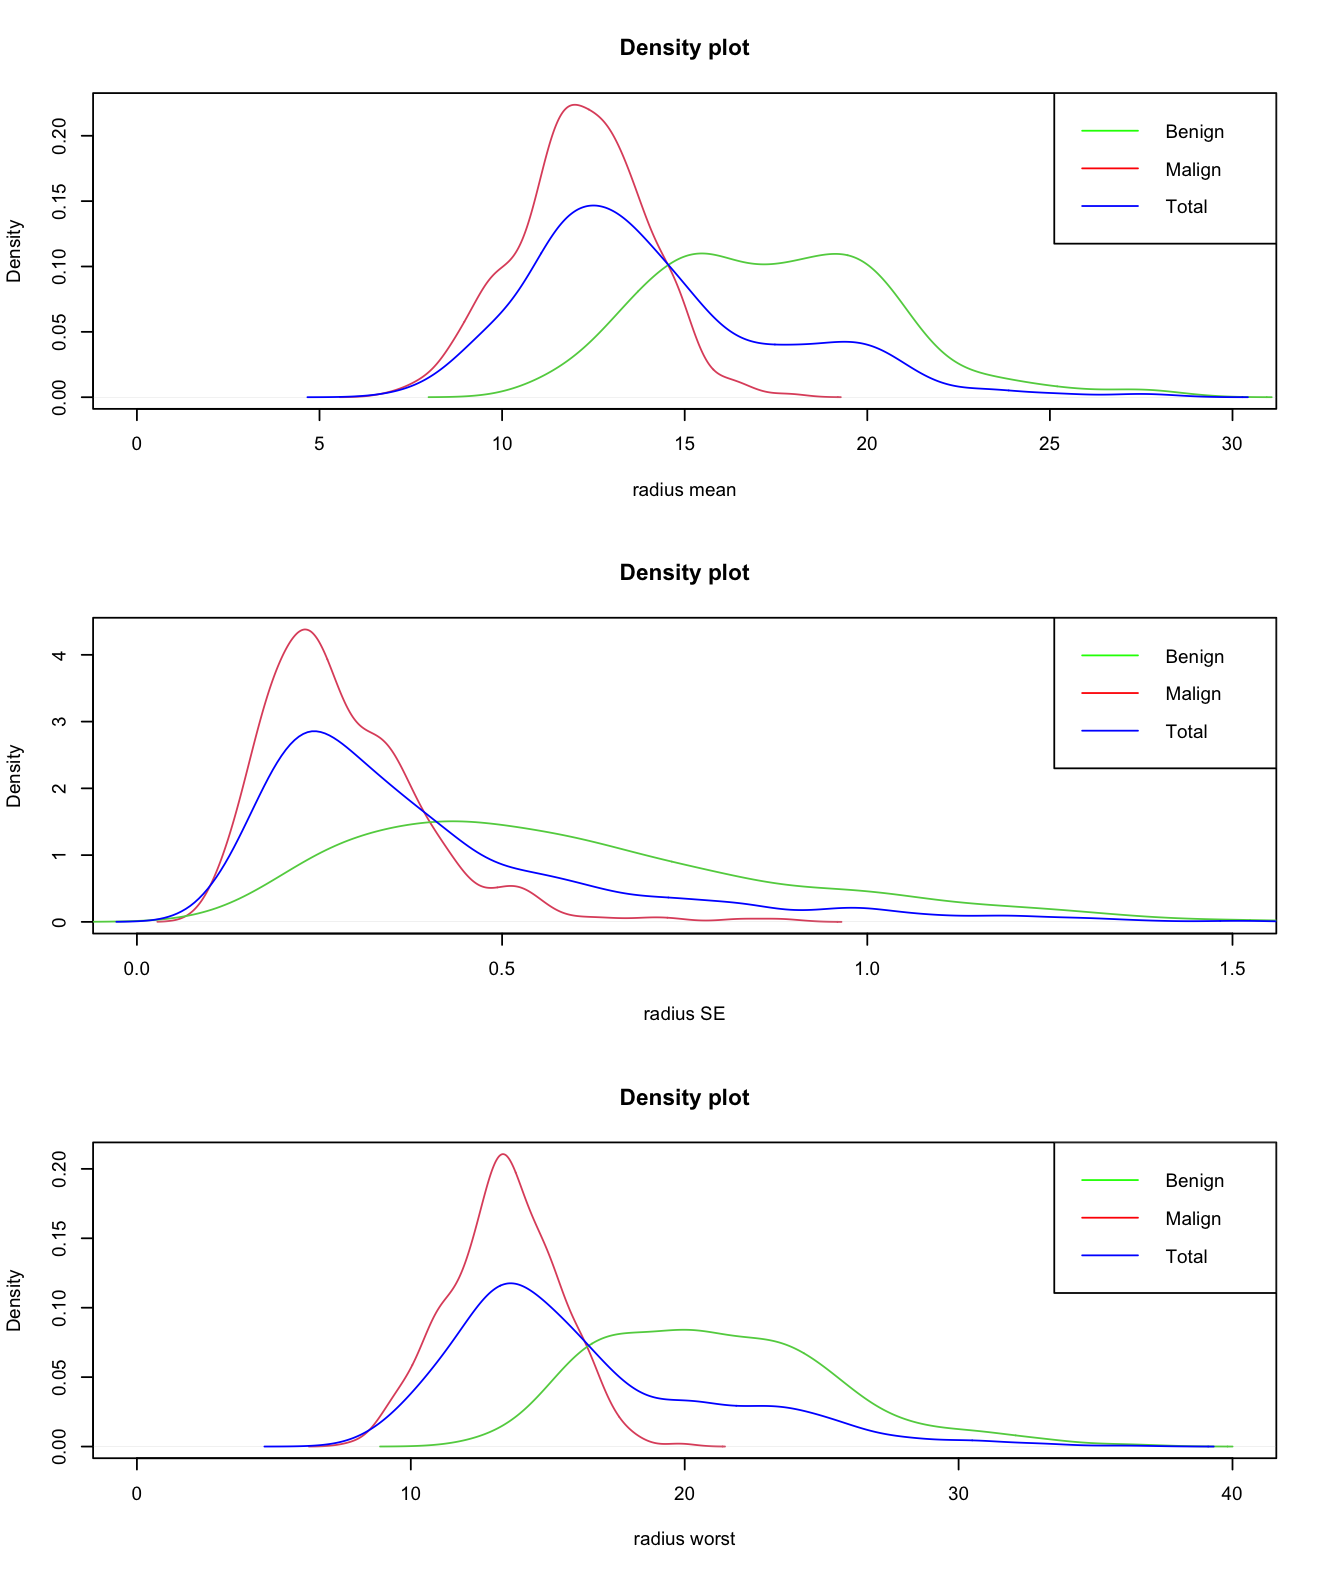 Density plot
Density
0.00 0.05 0.10 0.15 0.20
Benign
Malign
Total
0 5 10 15 20 25 30
radius mean
Density plot
Density
0 1 2 3 4
Benign
Malign
Total
0.0 0.5 1.0 1.5
radius SE
Density plot
Density
0.00 0.05 0.10 0.15 0.20
Benign
Malign
Total
0 10 20 30 40
radius worst